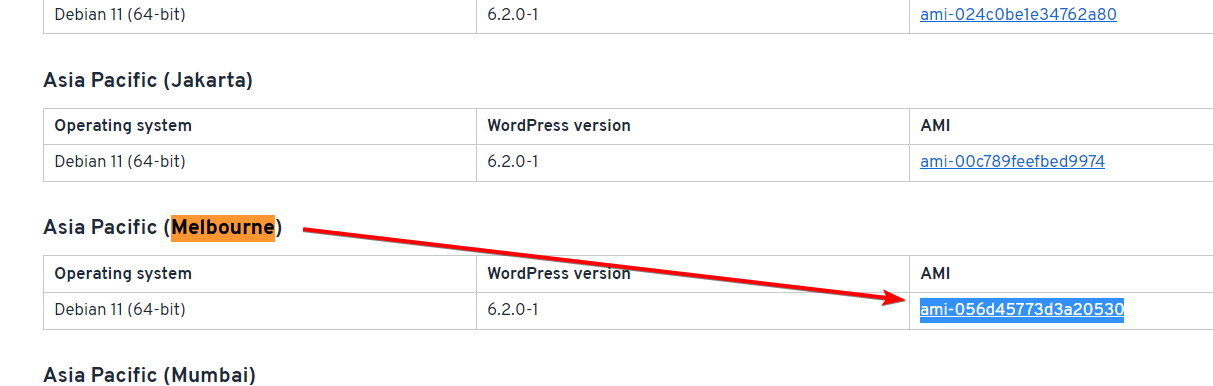 Debian 11 (64-bit) 6.2.0-1 ami-024c0be1e34762a80
Asia Pacific (Jakarta)
Operating system WordPress version AMI
Debian 11 (64-bit) 6.2.0-1 ami-00c789feefbed9974
Asia Pacific (Melbourne)
Operating system WordPress version AMI
Debian 11 (64-bit) 6.2.0-1 ami-056d45773d3a20530
Asia Pacific (Mumbai)